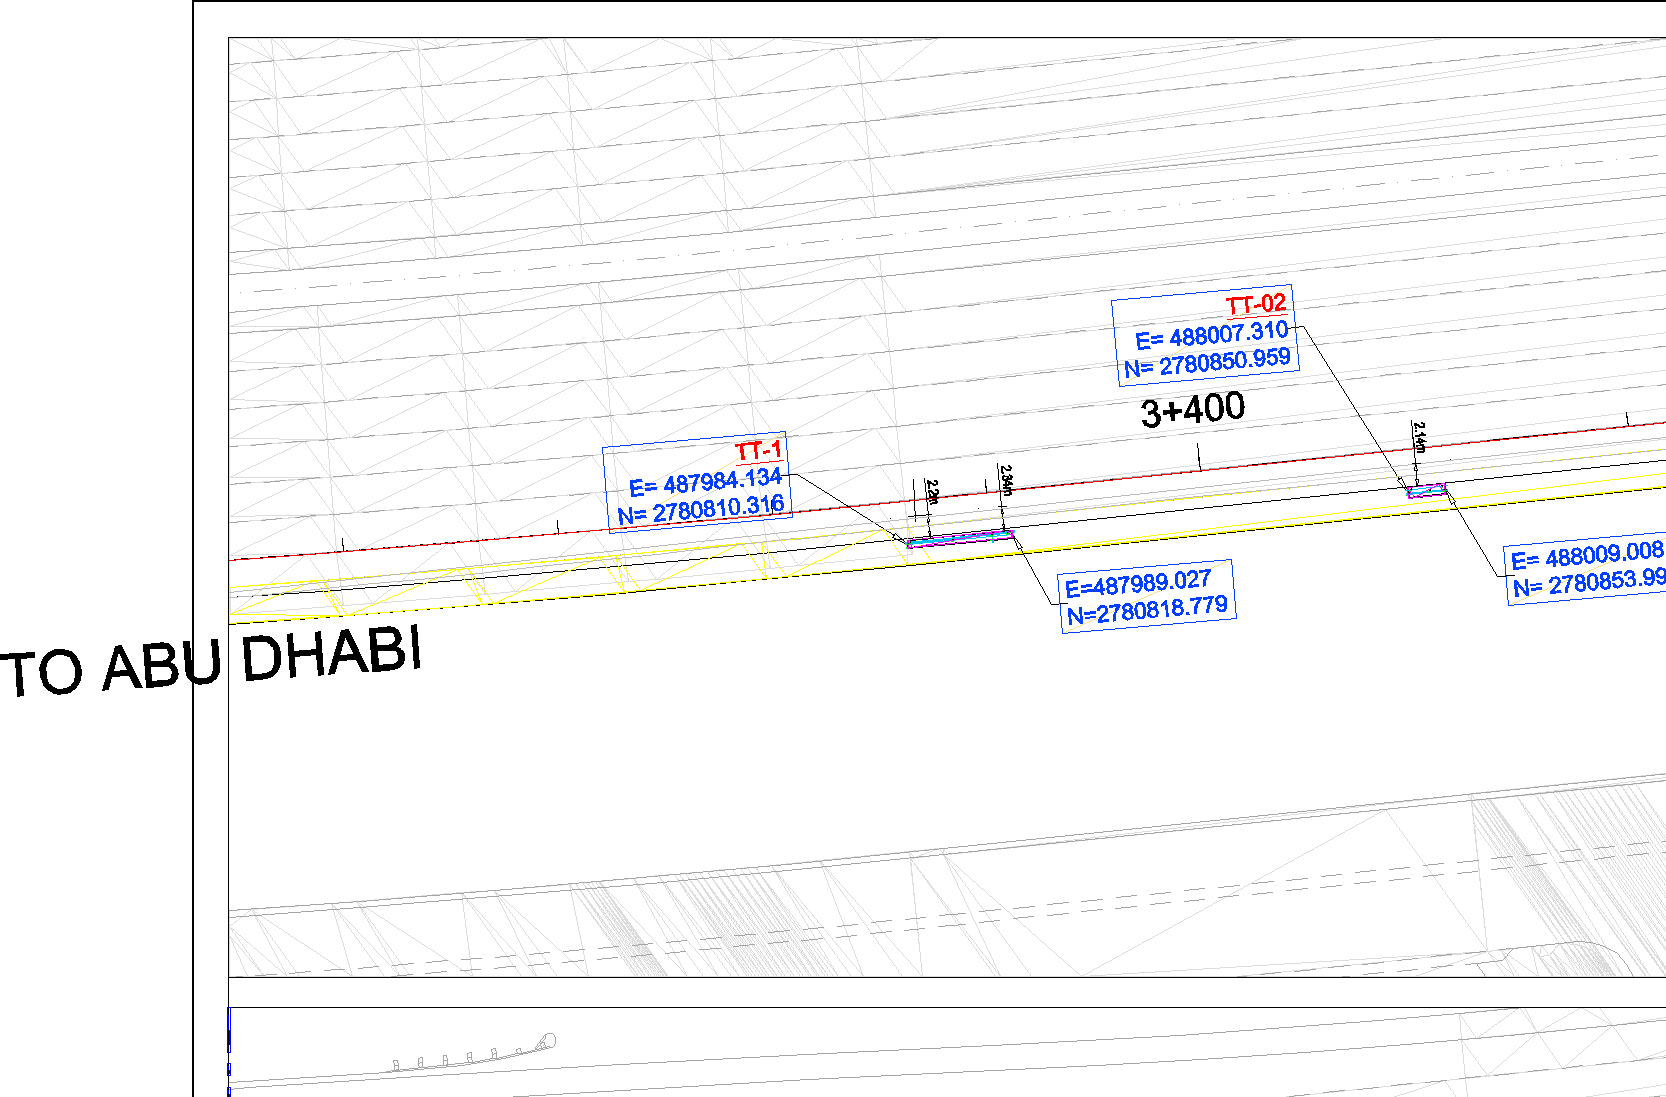 TT-02
E= 488007.310
N= 2780850.959
3+400
2.14m
TT-1
E= 487984.134
N= 2780810.316
2.2m
2.34m
E= 488009.008
N= 2780853.99
E=487989.027
N=2780818.779
TO ABU DHABI